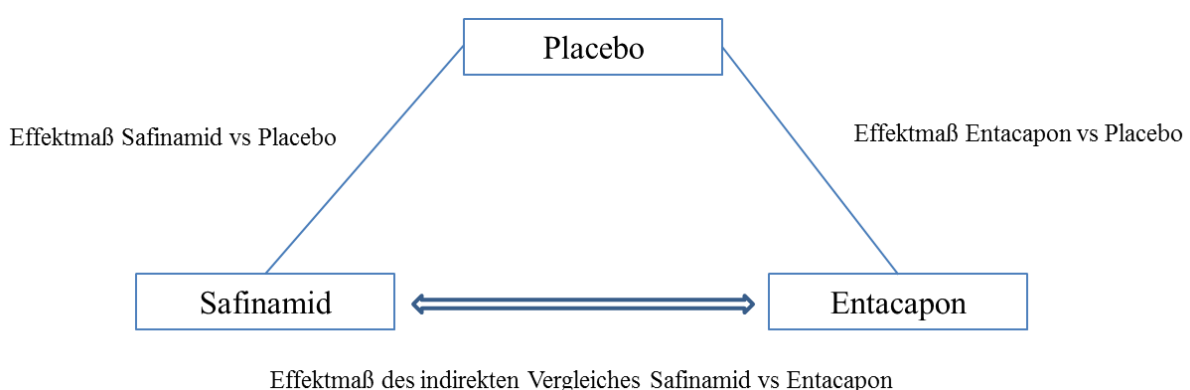 Placebo
Effektmaß Safinamid vs Placebo
Effektmaß Entacapon vs Placebo
Safinamid
Entacapon
Effektmaß des indirekten Vergleiches Safinamid vs Entacapon